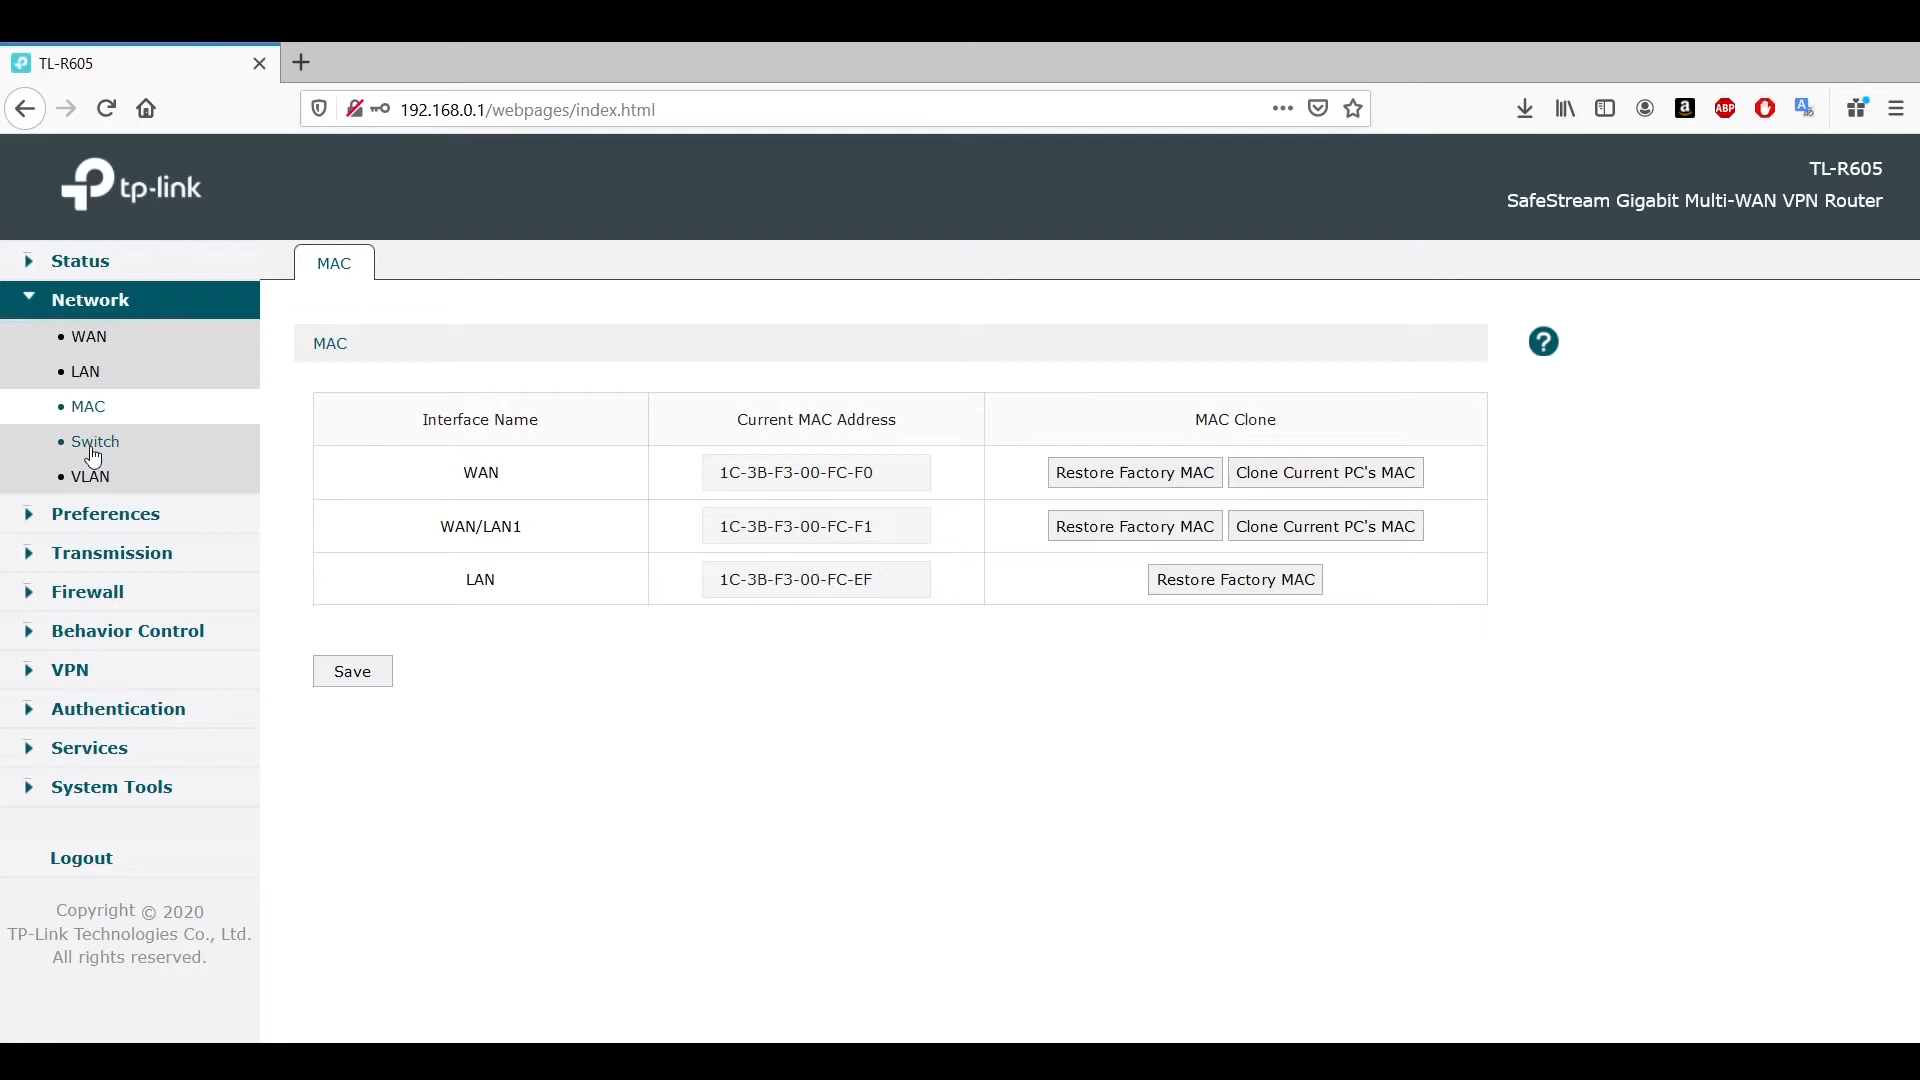 TL-R605
192.168.0.1/webpages/index.html
ABP
tp-link
TL-R605
SafeStream Gigabit Multi-WAN VPN Router
Status
Network
WAN
LAN
MAC
Switch
VLAN
Preferences
Transmission
Firewall
Behavior Control
VPN
Authentication
Services
System Tools
Logout
Copyright © 2020
TP-Link Technologies Co., Ltd.
All rights reserved.
MAC
MAC
Interface Name Current MAC Address MAC Clone
WAN 1C-3B-F3-00-FC-F0 Restore Factory MAC Clone Current PC's MAC
WAN/LAN1 1C-3B-F3-00-FC-F1 Restore Factory MAC Clone Current PC's MAC
LAN 1C-3B-F3-00-FC-EF Restore Factory MAC
Save